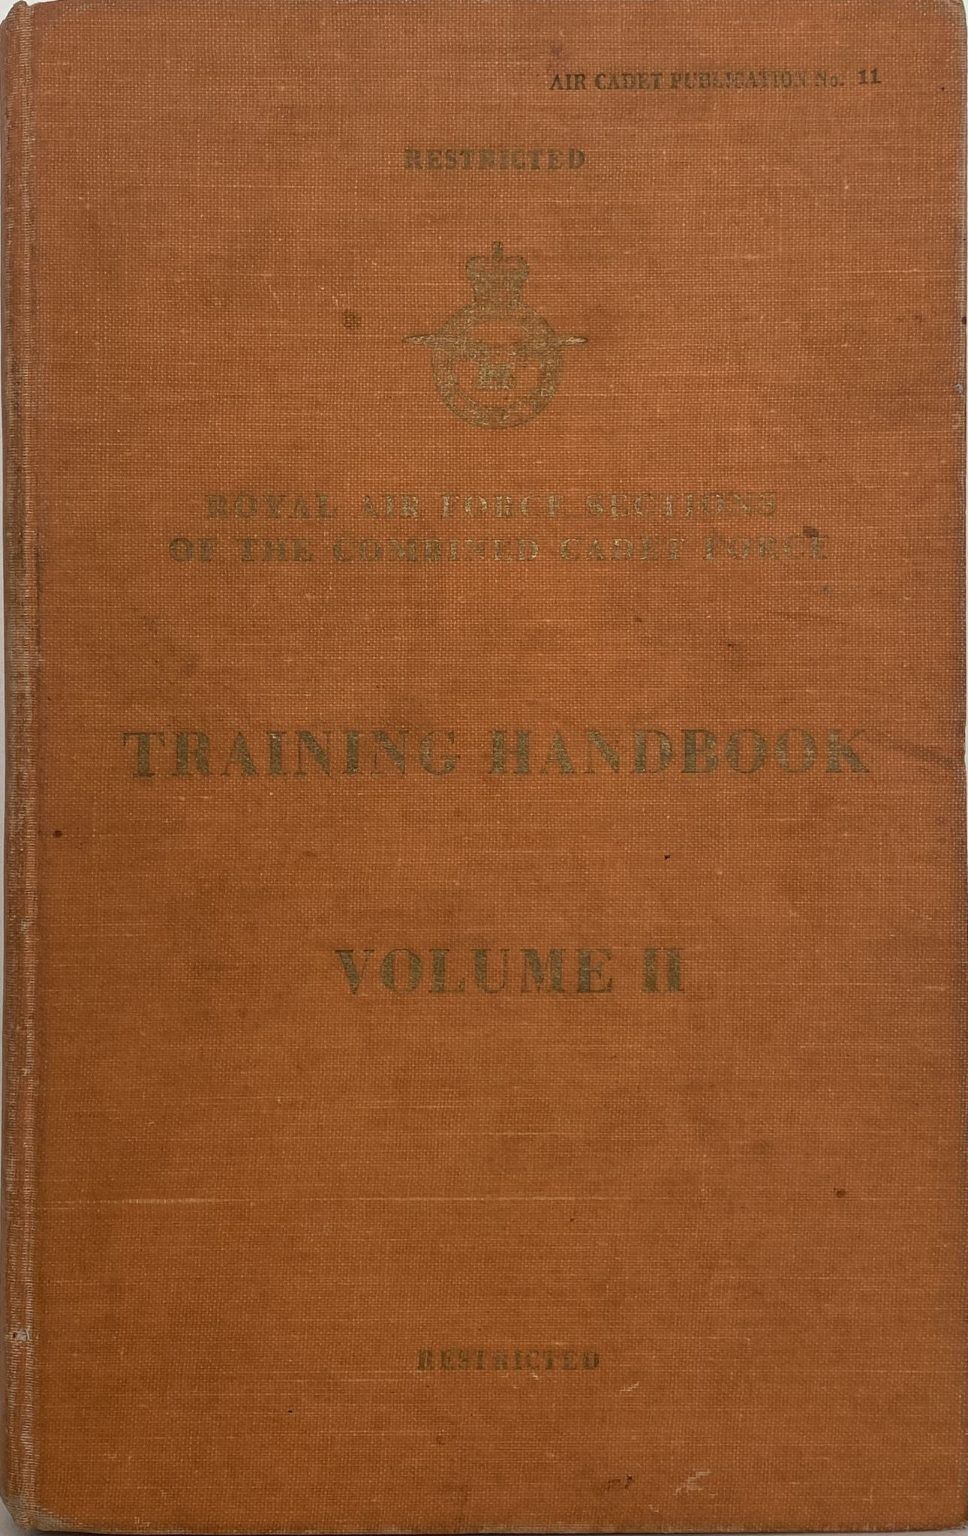 AIR CADET PUBLICATION No. 11
RESTRICTED
ROYAL AIR FORCE SECTIONS
OF THE COMBINED CADET FORCE
TRAINING HANDBOOK
VOLUME II
RESTRICTED